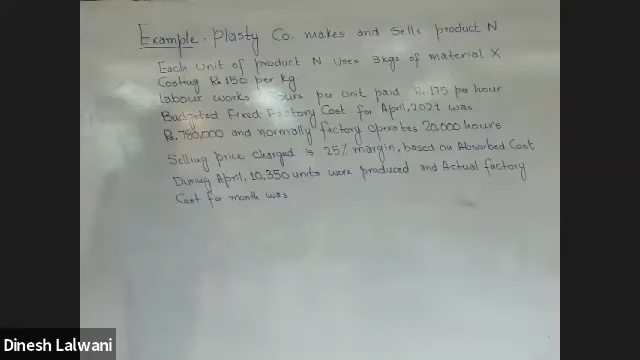 Example. Plasty Co. makes and sells product N
Each unit of product N uses 3kgs of material X
Costing Rs.150 per kg.
Labour works ours per unit paid Rs.175 per hour
Budgeted Fixed Factory Cost for April, 2021 was
Rs.780,000 and normally factory operates 20,000 hours
Selling price charged is 25% margin, based on Absorbed Cost
During April, 10,350 units were produced and Actual factory
Cost for month was
Dinesh Lalwani